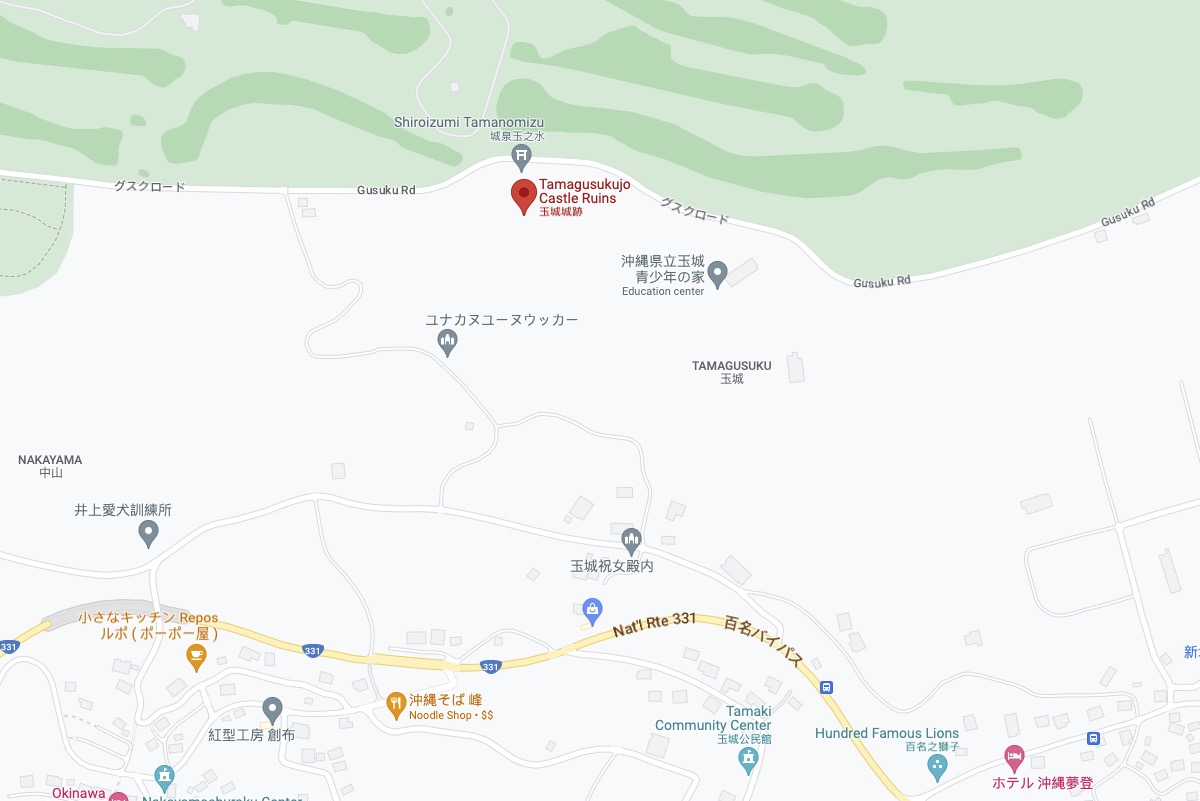 Shiroizumi Tamanomizu
城泉玉之水
グスクロード
Gusuku Rd
Tamagusukujo
Castle Ruins
玉城城跡
グスクロード
Gusuku Rd
沖縄県立玉城
青少年の家
Education center
Gusuku Rd
ユナカヌユーヌウッカー
TAMAGUSUKU
玉城
NAKAYAMA
中山
井上愛犬訓練所
玉城祝女殿内
小さなキッチン Repos
ルポ ( ポーポー屋 )
Nat'l Rte 331
百名バイパス
331
331
331
新
沖縄そば 峰
Noodle Shop • $$
紅型工房 創布
Tamaki
Community Center
玉城公民館
Hundred Famous Lions
百名之獅子
ホテル 沖縄夢登
Okinawa
Nakayamashuraku Center